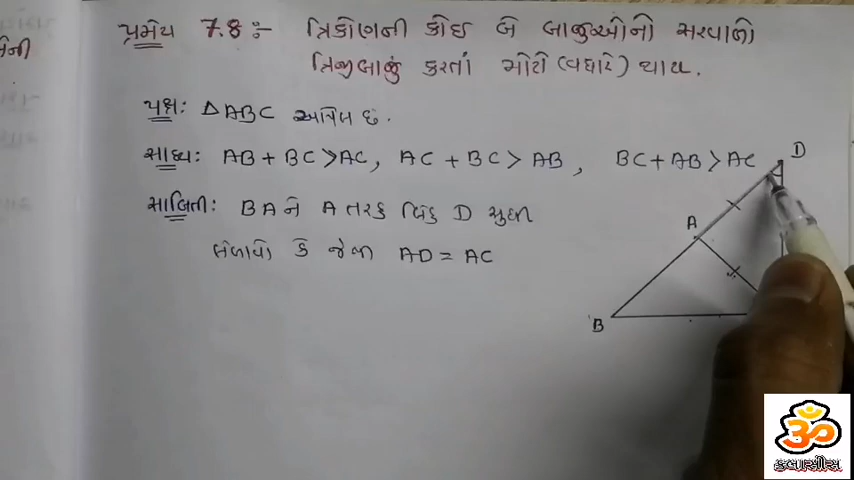 પ્રમેય 7.8 :- ત્રિકોણની કોઇ બે બાજુઓનો સરવાળો
ત્રિજીબાજું કરતાં મોટો (વધારે) થાય.
પક્ષ: ΔABC આપેલ છે.
સાધ્ય: AB + BC > AC, AC + BC > AB, BC + AB > AC
સાબિતી: BA ને A તરફ બિંદુ D સુધી
લંબાવો કે જેથી AD = AC
D
A
B
ૐ
કલાસીસ